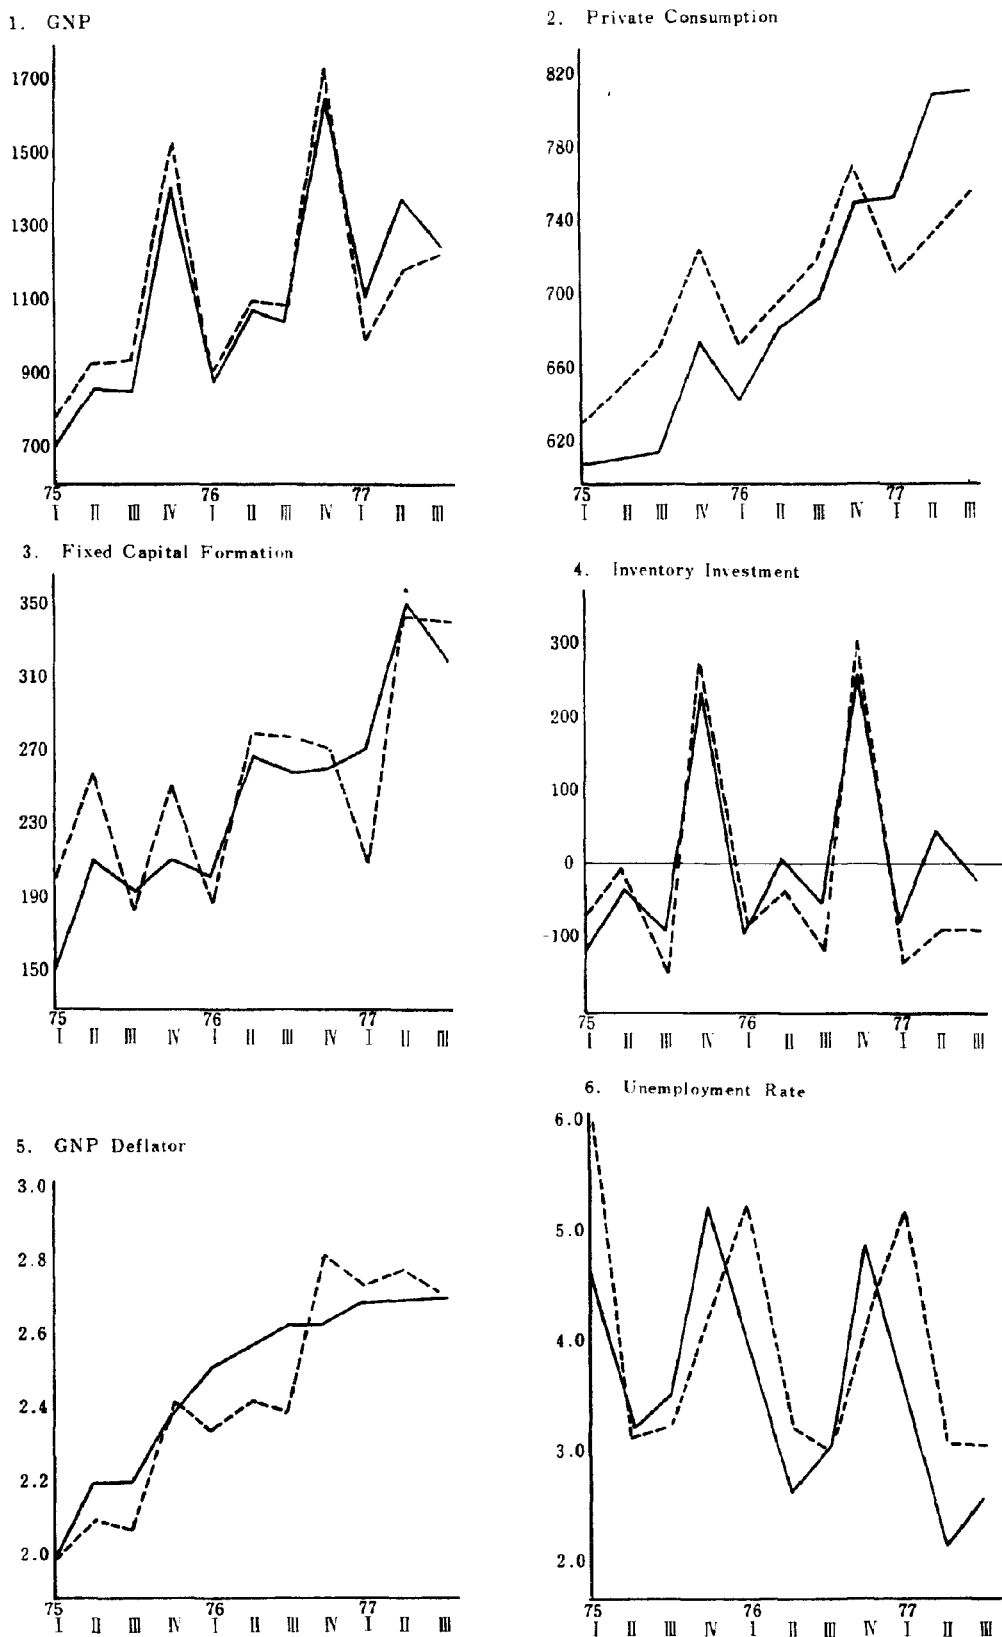 1. GNP
1700
1500
1300
1100
900
700
75 76 77
I II III IV I II III IV I II III
2. Private Consumption
820
780
740
700
660
620
75 76 77
I II III IV I II III IV I II III
3. Fixed Capital Formation
350
310
270
230
190
150
75 76 77
I II III IV I II III IV I II III
4. Inventory Investment
300
200
100
0
-100
75 76 77
I II III IV I II III IV I II III
5. GNP Deflator
3.0
2.8
2.6
2.4
2.2
2.0
75 76 77
I II III IV I II III IV I II III
6. Unemployment Rate
6.0
5.0
4.0
3.0
2.0
75 76 77
I II III IV I II III IV I II III